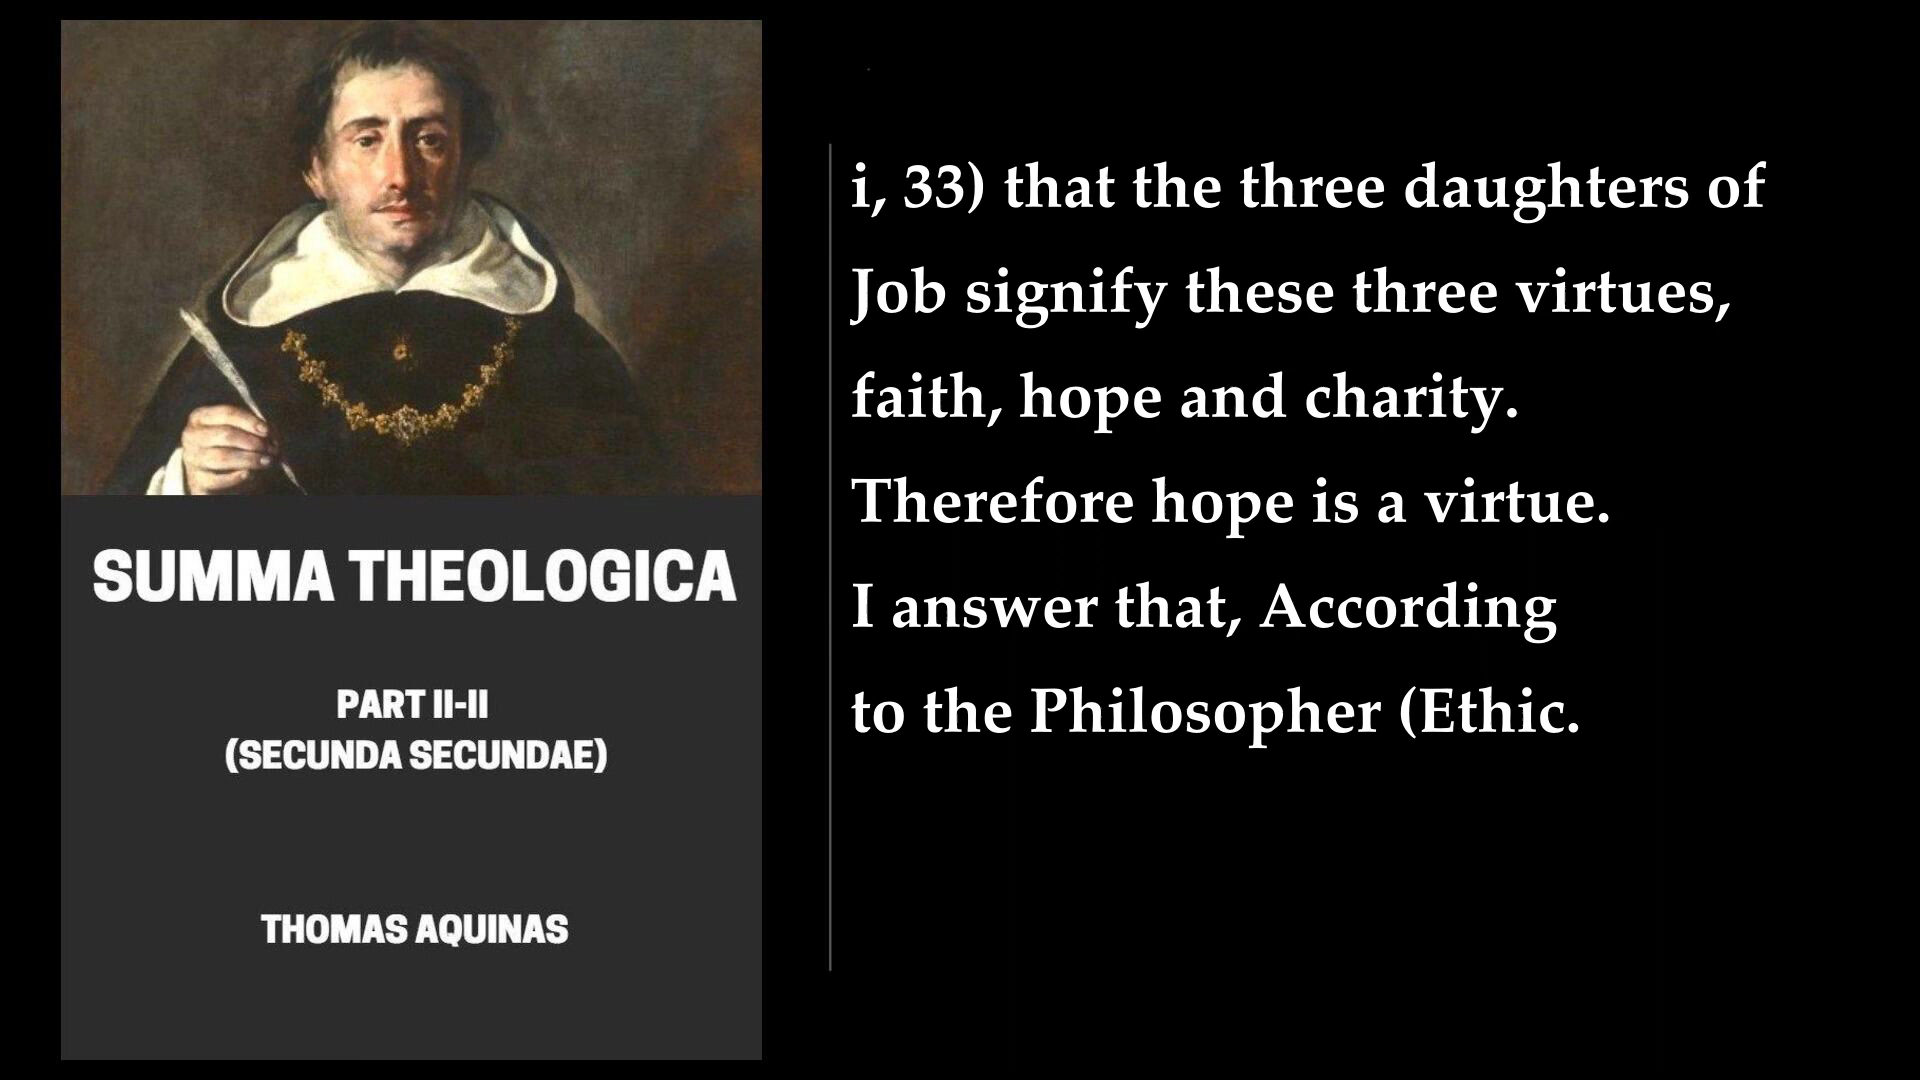 SUMMA THEOLOGICA
PART II-II
(SECUNDA SECUNDAE)
THOMAS AQUINAS
i, 33) that the three daughters of
Job signify these three virtues,
faith, hope and charity.
Therefore hope is a virtue.
I answer that, According
to the Philosopher (Ethic.